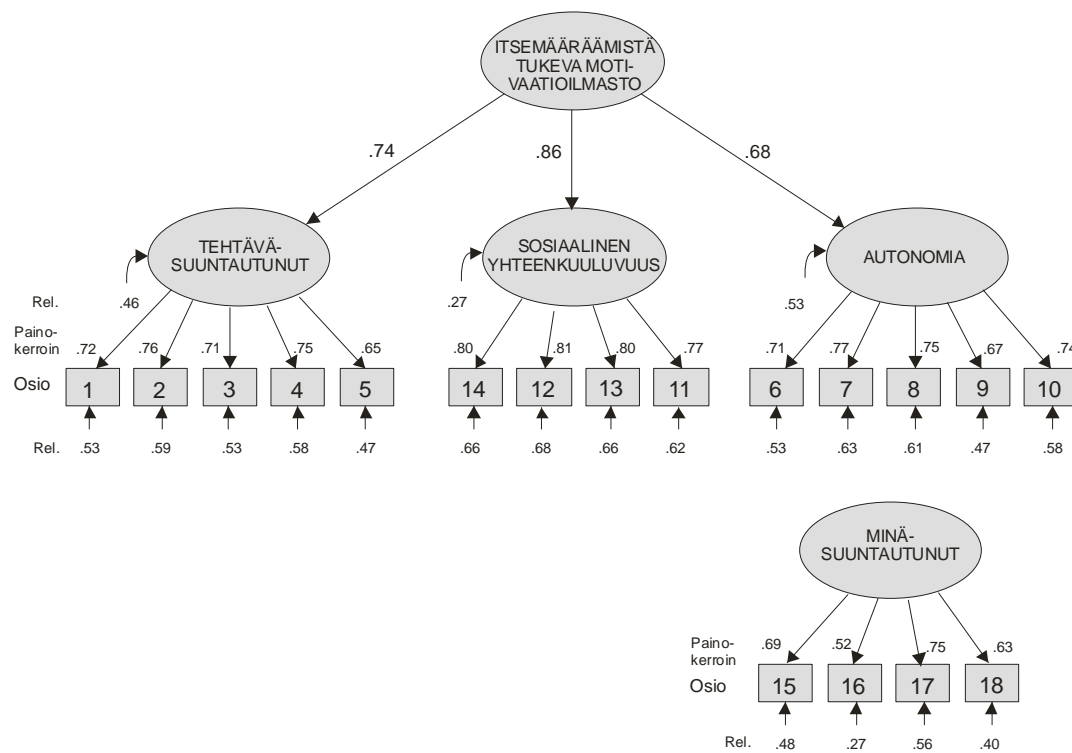 ITSEMÄÄRÄÄMISTÄ
TUKEVA MOTI-
VAATIOILMASTO
.74 .86 .68
TEHTÄVÄ-
SUUNTAUTUNUT
SOSIAALINEN
YHTEENKUULUVUUS
AUTONOMIA
Rel. .46 .27 .53
Paino-
kerroin .72 .76 .71 .75 .65 .80 .81 .80 .77 .71 .77 .75 .67 .74
Osio 1 2 3 4 5 14 12 13 11 6 7 8 9 10
Rel. .53 .59 .53 .58 .47 .66 .68 .66 .62 .53 .63 .61 .47 .58
MINÄ-
SUUNTAUTUNUT
Paino-
kerroin .69 .52 .75 .63
Osio 15 16 17 18
Rel. .48 .27 .56 .40